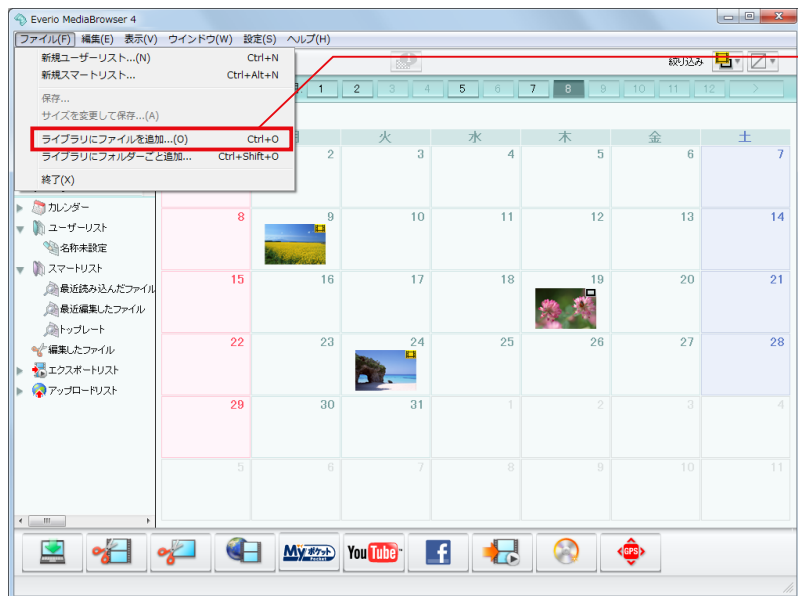 Everio MediaBrowser 4
ファイル(F) 編集(E) 表示(V) ウインドウ(W) 設定(S) ヘルプ(H)
新規ユーザーリスト...(N) Ctrl+N
新規スマートリスト... Ctrl+Alt+N
保存...
サイズを変更して保存...(A)
ライブラリにファイルを追加...(O) Ctrl+O
ライブラリにフォルダーごと追加... Ctrl+Shift+O
終了(X)
絞り込み
1 2 3 4 5 6 7 8 9 10 11 12 >
火 水 木 金 土
2 3 4 5 6 7
8 9 10 11 12 13 14
15 16 17 18 19 20 21
22 23 24 25 26 27 28
29 30 31 1 2 3 4
5 6 7 8 9 10 11
カレンダー
ユーザーリスト
名称未設定
スマートリスト
最近読み込んだファイル
最近編集したファイル
トップレート
編集したファイル
エクスポートリスト
アップロードリスト
Myポケット Pocket YouTube f GPS